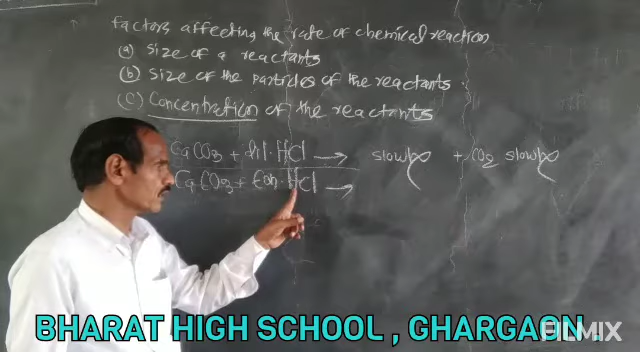 Factors affecting the rate of chemical reaction
(a) Size of a reactants
(b) Size of the particles of the reactants.
(c) Concentration of the reactants
CaCO3 + dil. HCl → slowly + CO2 slowly
CaCO3 + Con. HCl →
BHARAT HIGH SCHOOL , GHARGAON .
FILMIX